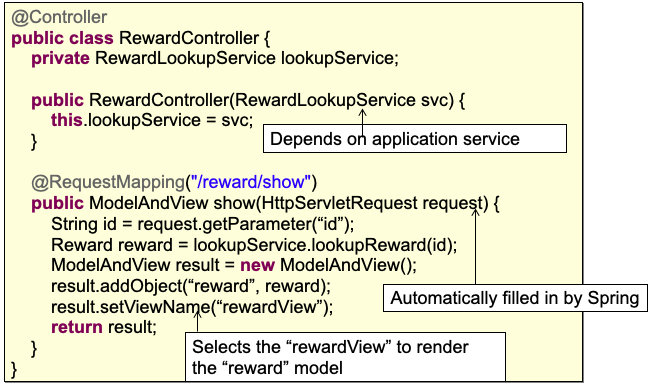 @Controller
public class RewardController {
private RewardLookupService lookupService;
public RewardController(RewardLookupService svc) {
this.lookupService = svc;
}
Depends on application service
@RequestMapping("/reward/show")
public ModelAndView show(HttpServletRequest request) {
String id = request.getParameter(“id”);
Reward reward = lookupService.lookupReward(id);
ModelAndView result = new ModelAndView();
result.addObject(“reward”, reward);
result.setViewName(“rewardView”);
return result;
}
}
Automatically filled in by Spring
Selects the “rewardView” to render
the “reward” model